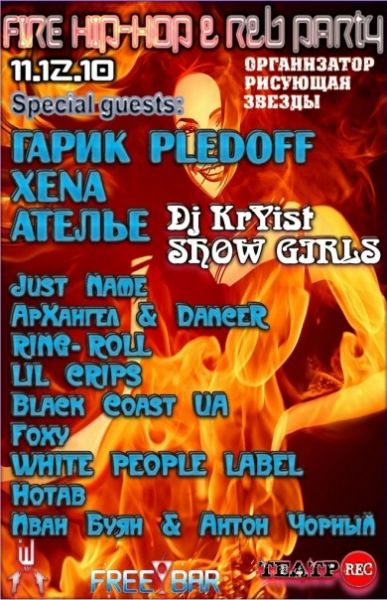 FIRE HIP-HOP & R&B PARTY
11.12.10
ОРГАНИЗАТОР
РИСУЮЩАЯ
ЗВЕЗДЫ
Special guests:
ГАРИК PLEDOFF
XENA
АТЕЛЬЕ
Dj KrYist
SHOW GIRLS
Just Name
АрХангел & DanceR
Ring-Roll
Lil Crips
Black Coast UA
Foxy
White People Label
Нотав
Иван Буян & Антон Чорный
FREE BAR
ТЕАТР REC